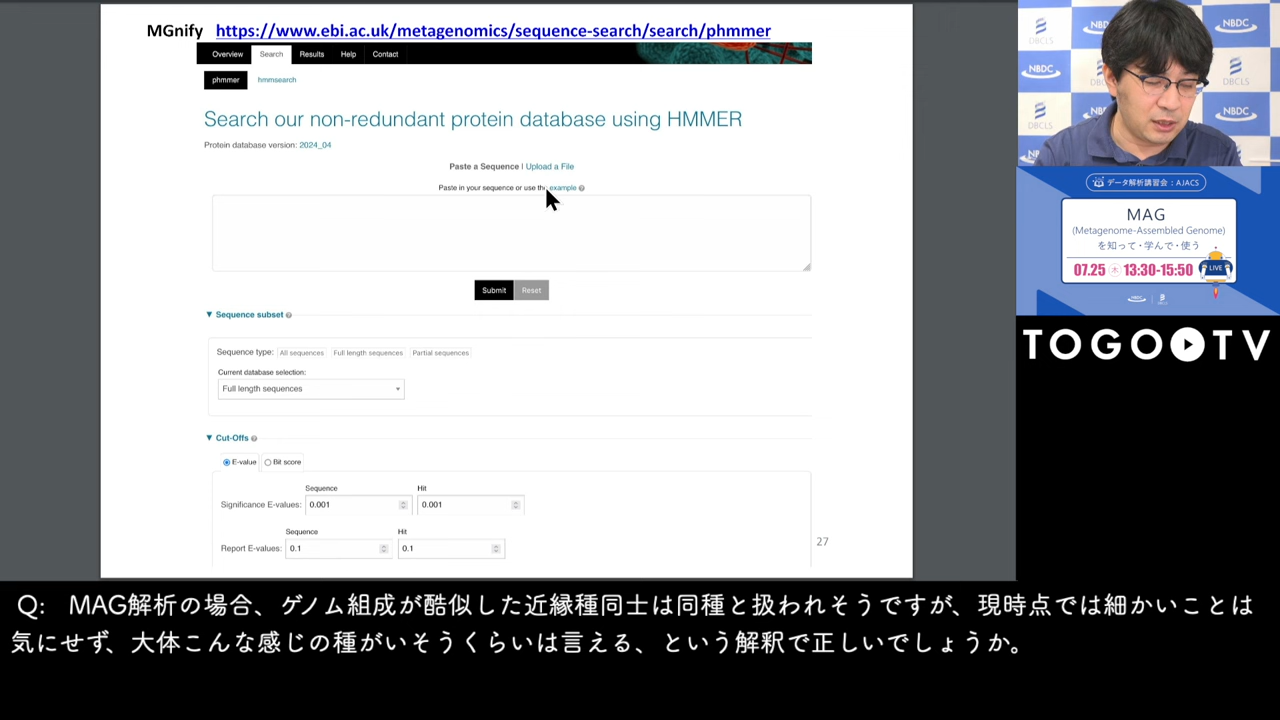 MGnify https://www.ebi.ac.uk/metagenomics/sequence-search/search/phmmer
Overview Search Results Help Contact
phmmer hmmsearch
Search our non-redundant protein database using HMMER
Protein database version: 2024_04
Paste a Sequence | Upload a File
Paste in your sequence or use the example
Submit Reset
Sequence subset
Sequence type: All sequences Full length sequences Partial sequences
Current database selection:
Full length sequences
Cut-Offs
E-value Bit score
Sequence Hit
Significance E-values: 0.001 0.001
Sequence Hit
Report E-values: 0.1 0.1
27
NBDC
DBCLS
データ解析講習会：AJACS
MAG
(Metagenome-Assembled Genome)
を知って・学んで・使う
07.25 木 13:30-15:50
LIVE
TOGO TV
Q: MAG解析の場合、ゲノム組成が酷似した近縁種同士は同種と扱われそうですが、現時点では細かいことは
気にせず、大体こんな感じの種がいそうくらいは言える、という解釈で正しいでしょうか。